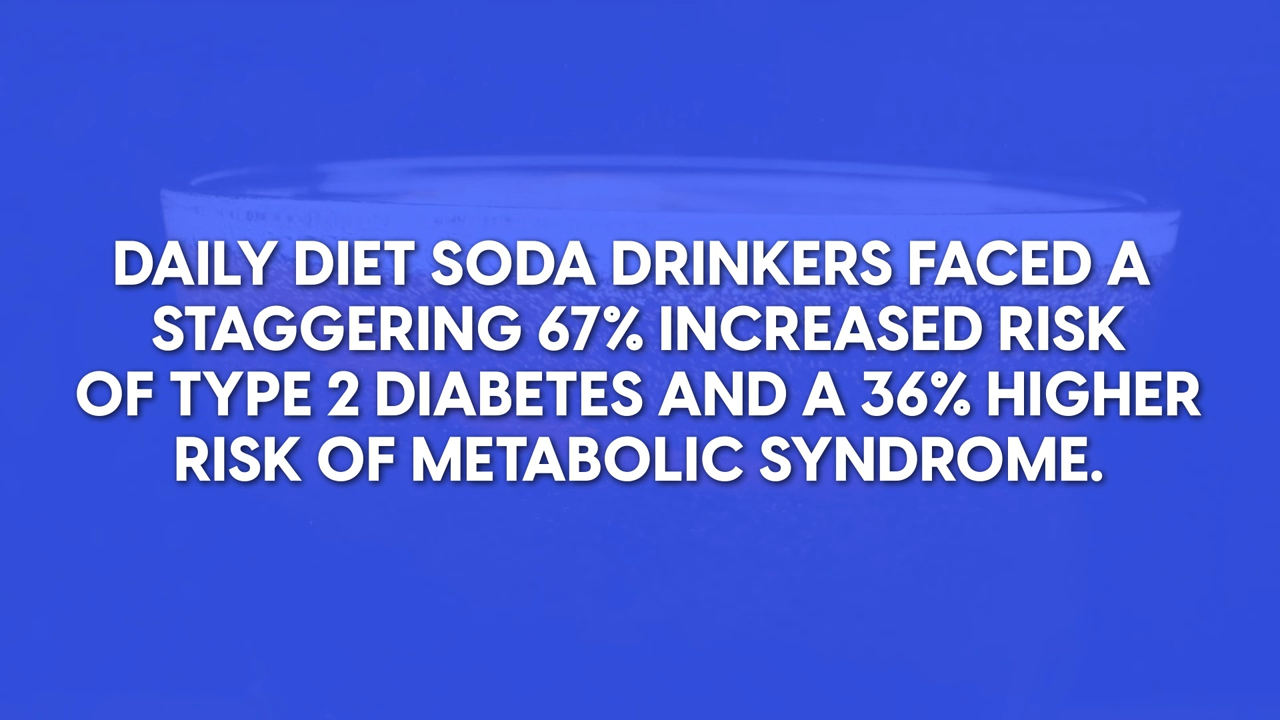 DAILY DIET SODA DRINKERS FACED A
STAGGERING 67% INCREASED RISK
OF TYPE 2 DIABETES AND A 36% HIGHER
RISK OF METABOLIC SYNDROME.